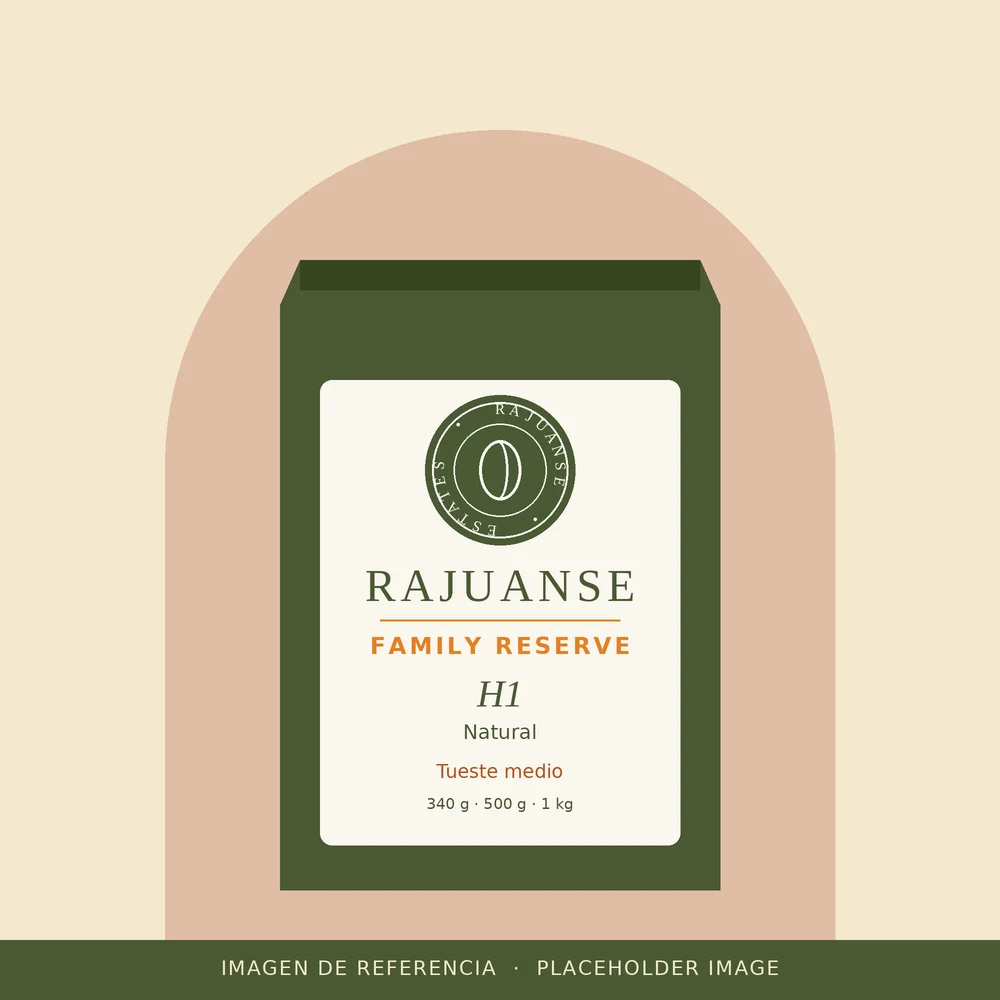 RAJUANSE
ESTATES
RAJUANSE
FAMILY RESERVE
H1
Natural
Tueste medio
340 g · 500 g · 1 kg
IMAGEN DE REFERENCIA · PLACEHOLDER IMAGE